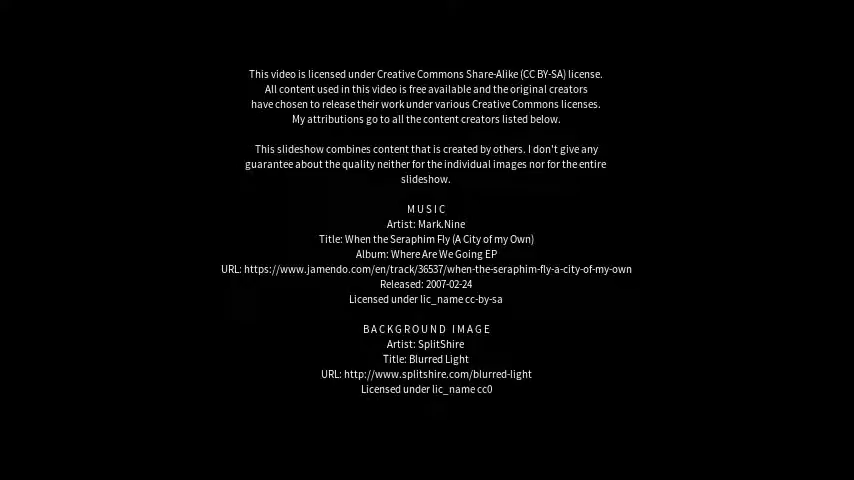 This video is licensed under Creative Commons Share-Alike (CC BY-SA) license.
All content used in this video is free available and the original creators
have chosen to release their work under various Creative Commons licenses.
My attributions go to all the content creators listed below.
This slideshow combines content that is created by others. I don't give any
guarantee about the quality neither for the individual images nor for the entire
slideshow.
MUSIC
Artist: Mark.Nine
Title: When the Seraphim Fly (A City of my Own)
Album: Where Are We Going EP
URL: https://www.jamendo.com/en/track/36537/when-the-seraphim-fly-a-city-of-my-own
Released: 2007-02-24
Licensed under lic_name cc-by-sa
BACKGROUND IMAGE
Artist: SplitShire
Title: Blurred Light
URL: http://www.splitshire.com/blurred-light
Licensed under lic_name cc0